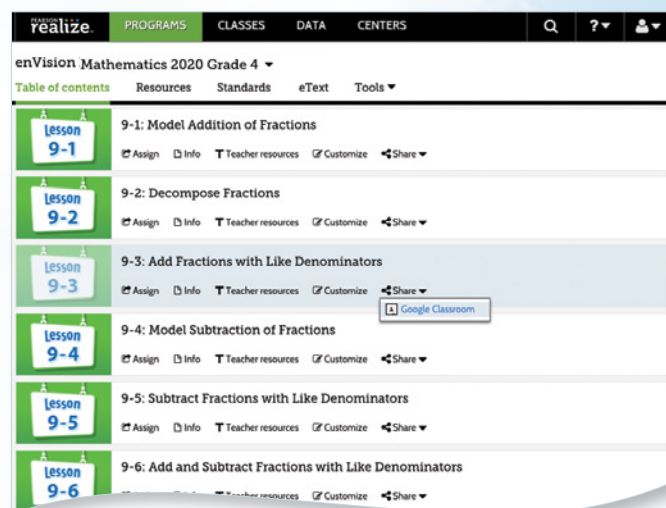 PEARSON
realize. PROGRAMS CLASSES DATA CENTERS ?
enVision Mathematics 2020 Grade 4
Table of contents Resources Standards eText Tools
Lesson 9-1
9-1: Model Addition of Fractions
Assign Info T Teacher resources Customize Share
Lesson 9-2
9-2: Decompose Fractions
Assign Info T Teacher resources Customize Share
Lesson 9-3
9-3: Add Fractions with Like Denominators
Assign Info T Teacher resources Customize Share
Google Classroom
Lesson 9-4
9-4: Model Subtraction of Fractions
Assign Info T Teacher resources Customize Share
Lesson 9-5
9-5: Subtract Fractions with Like Denominators
Assign Info T Teacher resources Customize Share
Lesson 9-6
9-6: Add and Subtract Fractions with Like Denominators
T Teacher resources Customize Share